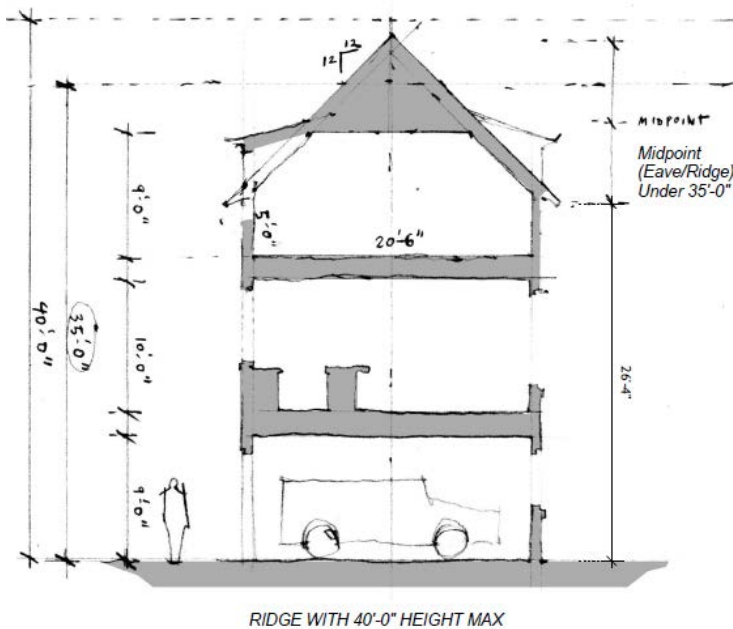 12
12
MIDPOINT
Midpoint
(Eave/Ridge)
Under 35'-0"
9'-0"
5'-0"
20'-6"
40'-0"
35'-0"
10'-0"
26'-4"
9'-0"
RIDGE WITH 40'-0" HEIGHT MAX